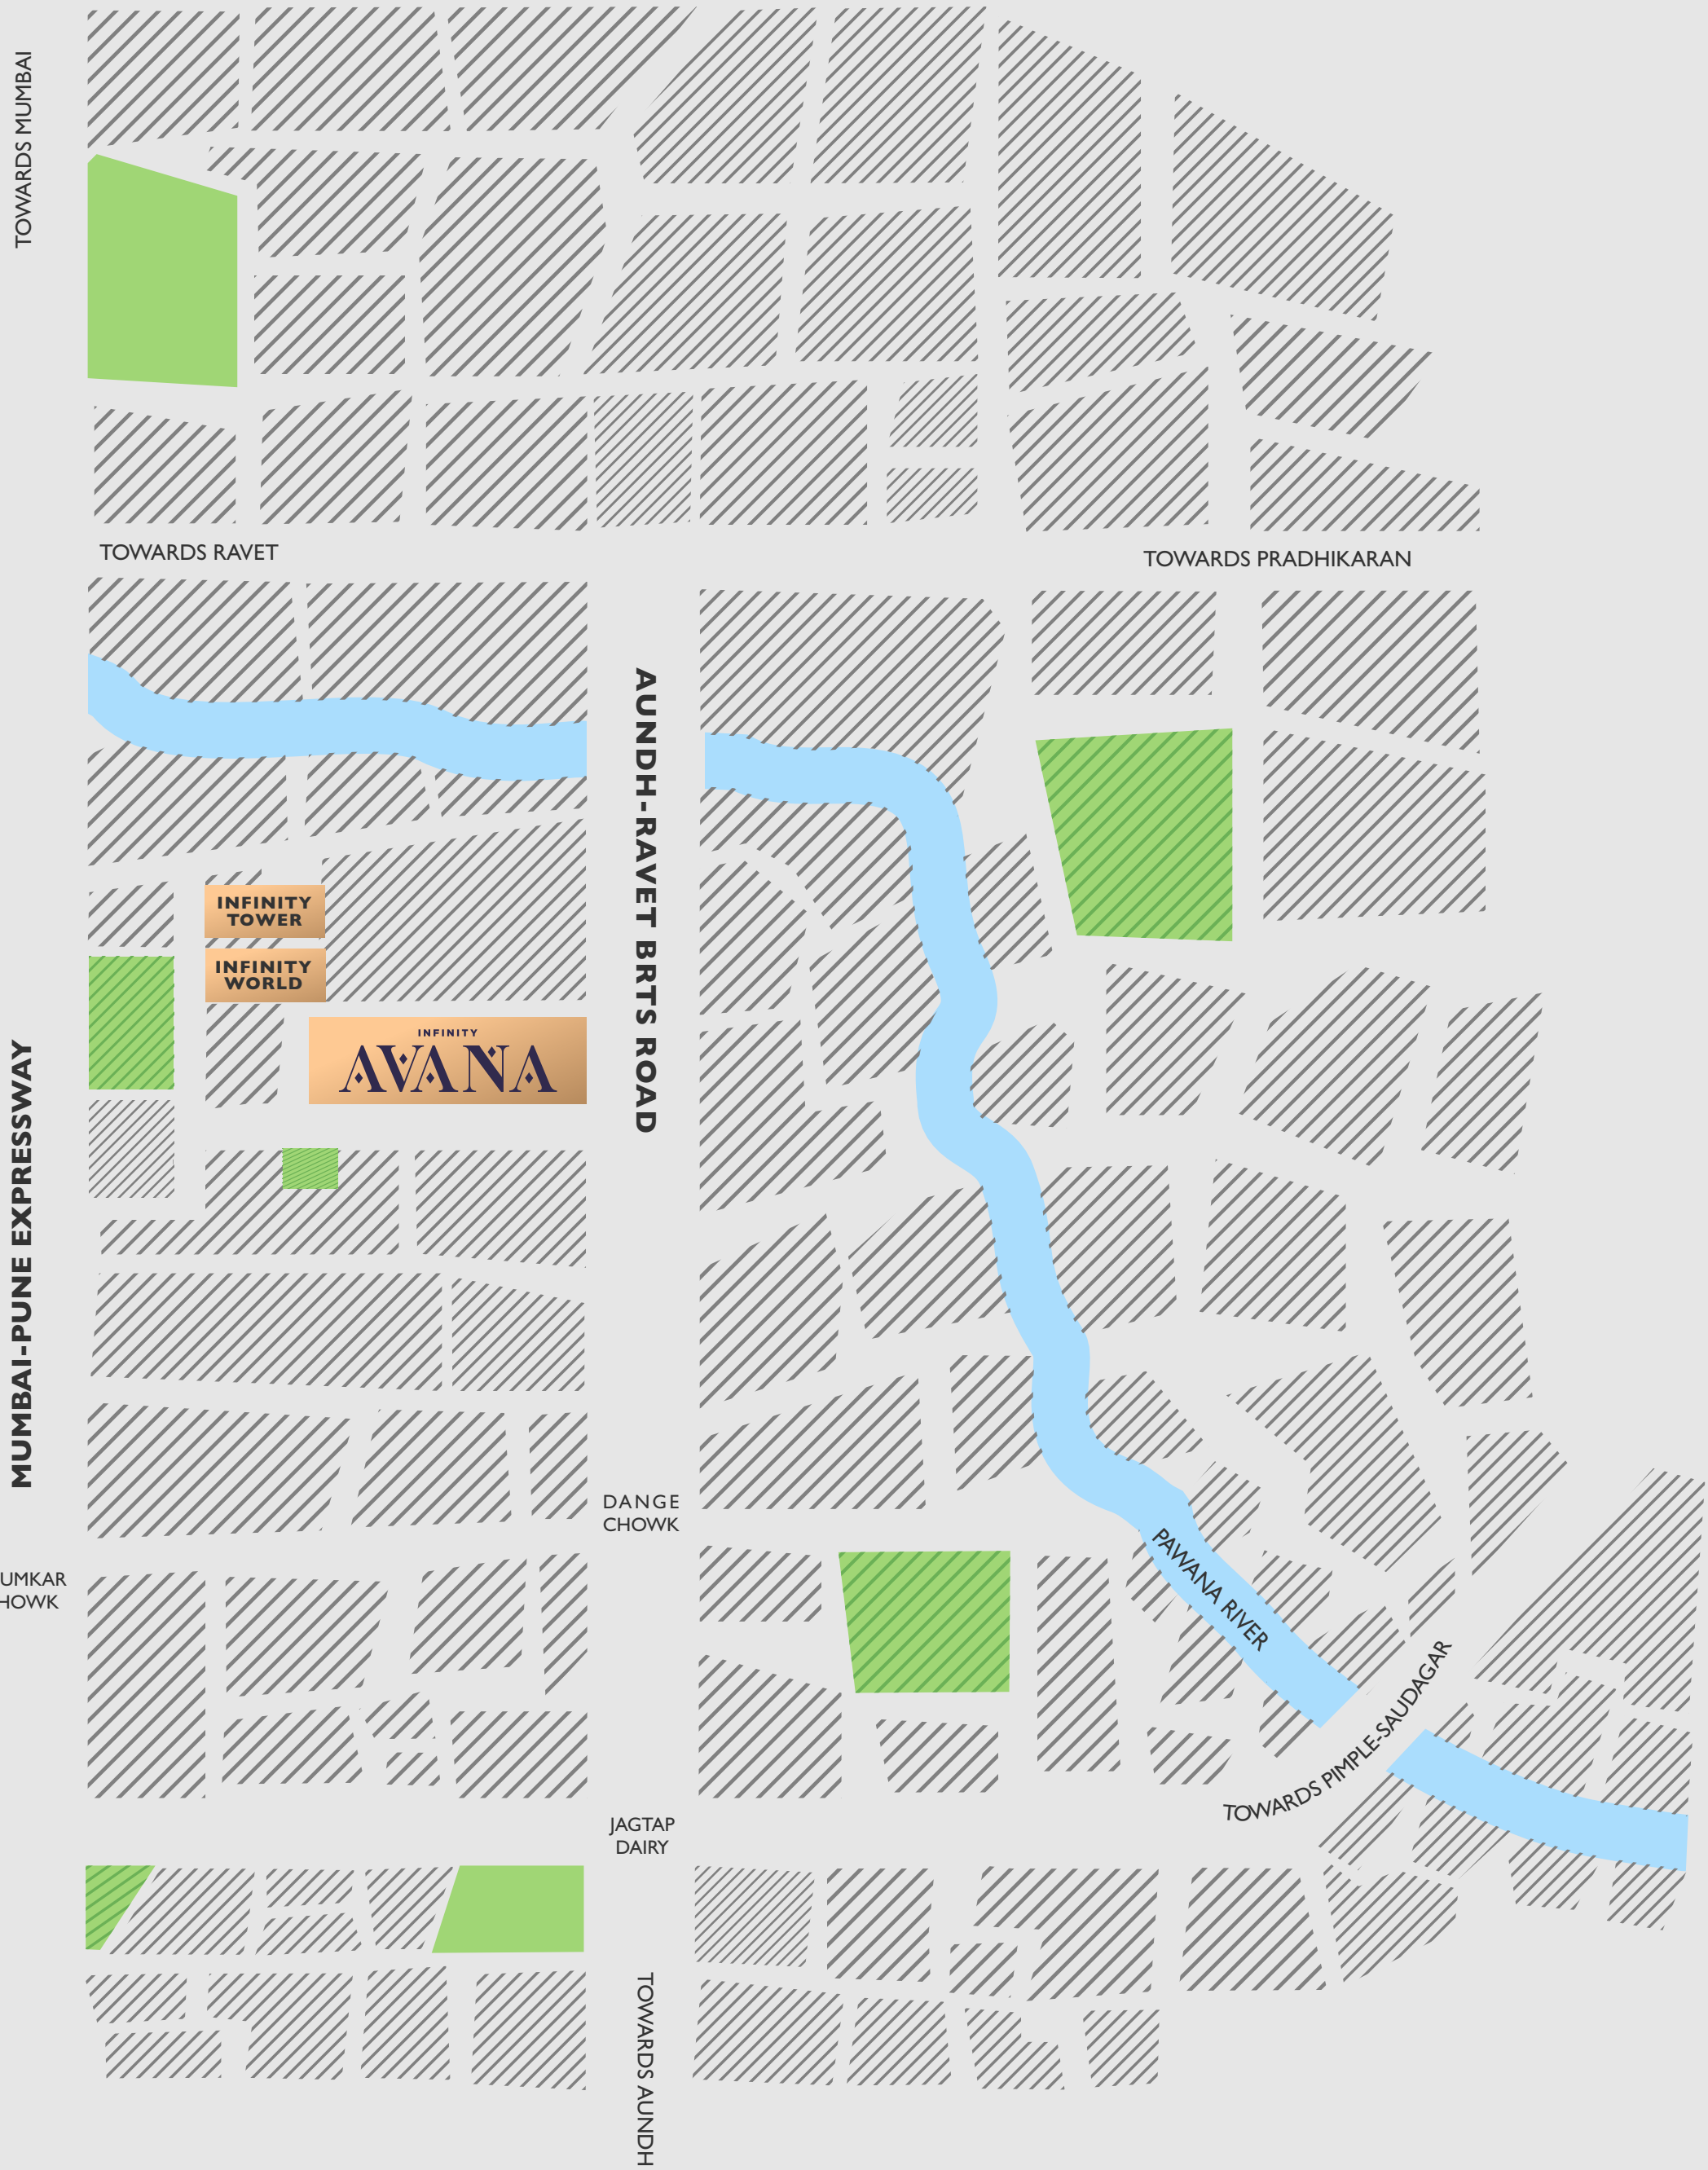 TOWARDS MUMBAI
TOWARDS RAVET
TOWARDS PRADHIKARAN
AUNDH-RAVET BRTS ROAD
INFINITY
TOWER
INFINITY
WORLD
INFINITY
AVANA
MUMBAI-PUNE EXPRESSWAY
DANGE
CHOWK
UMKAR
HOWK
PAWANA RIVER
TOWARDS PIMPLE-SAUDAGAR
JAGTAP
DAIRY
TOWARDS AUNDH